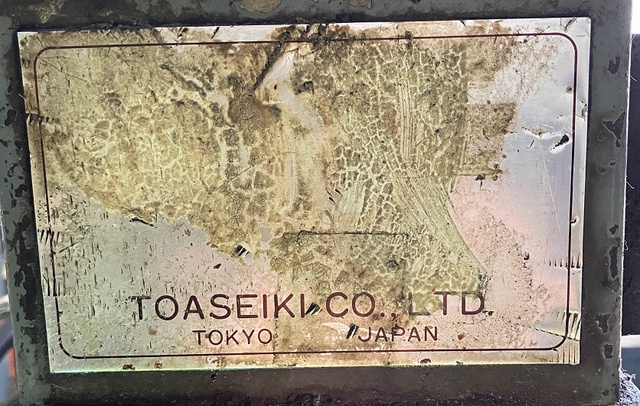 TOASEIKI CO., LTD
TOKYO JAPAN